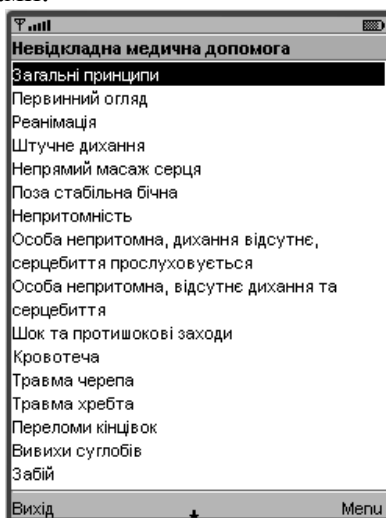 Невідкладна медична допомога
Загальні принципи
Первинний огляд
Реанімація
Штучне дихання
Непрямий масаж серця
Поза стабільна бічна
Непритомність
Особа непритомна, дихання відсутнє,
серцебиття прослуховується
Особа непритомна, відсутнє дихання та
серцебиття
Шок та протишокові заходи
Кровотеча
Травма черепа
Травма хребта
Переломи кінцівок
Вивихи суглобів
Забій
Вихід Menu